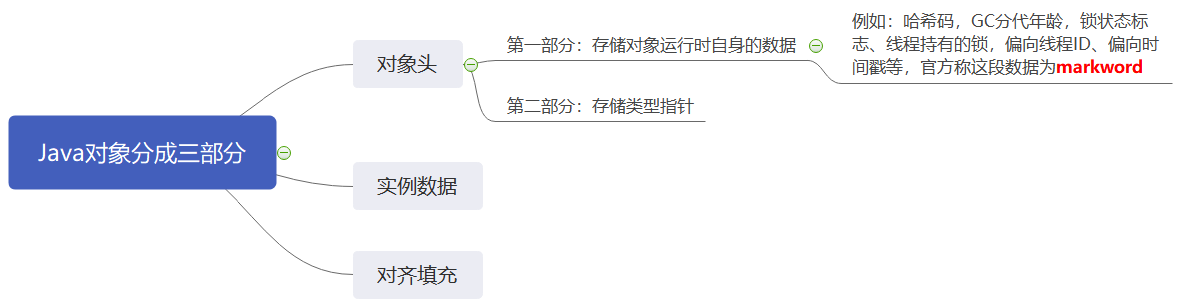 Java对象分成三部分
对象头
第一部分：存储对象运行时自身的数据
例如：哈希码，GC分代年龄，锁状态标
志、线程持有的锁，偏向线程ID、偏向时
间戳等，官方称这段数据为markword
第二部分：存储类型指针
实例数据
对齐填充